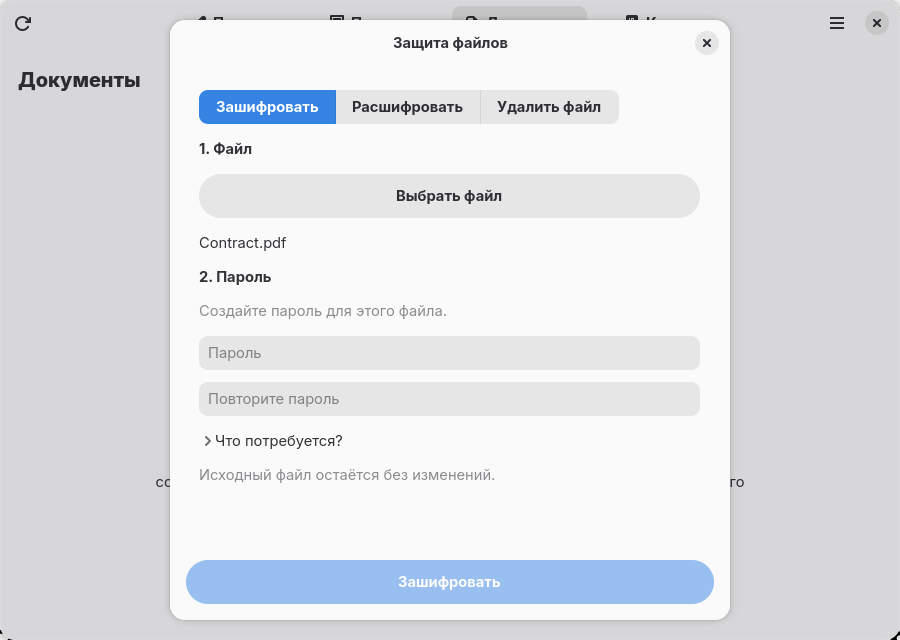 Документы
Защита файлов
Зашифровать
Расшифровать
Удалить файл
1. Файл
Выбрать файл
Contract.pdf
2. Пароль
Создайте пароль для этого файла.
Пароль
Повторите пароль
Что потребуется?
Исходный файл остаётся без изменений.
Зашифровать